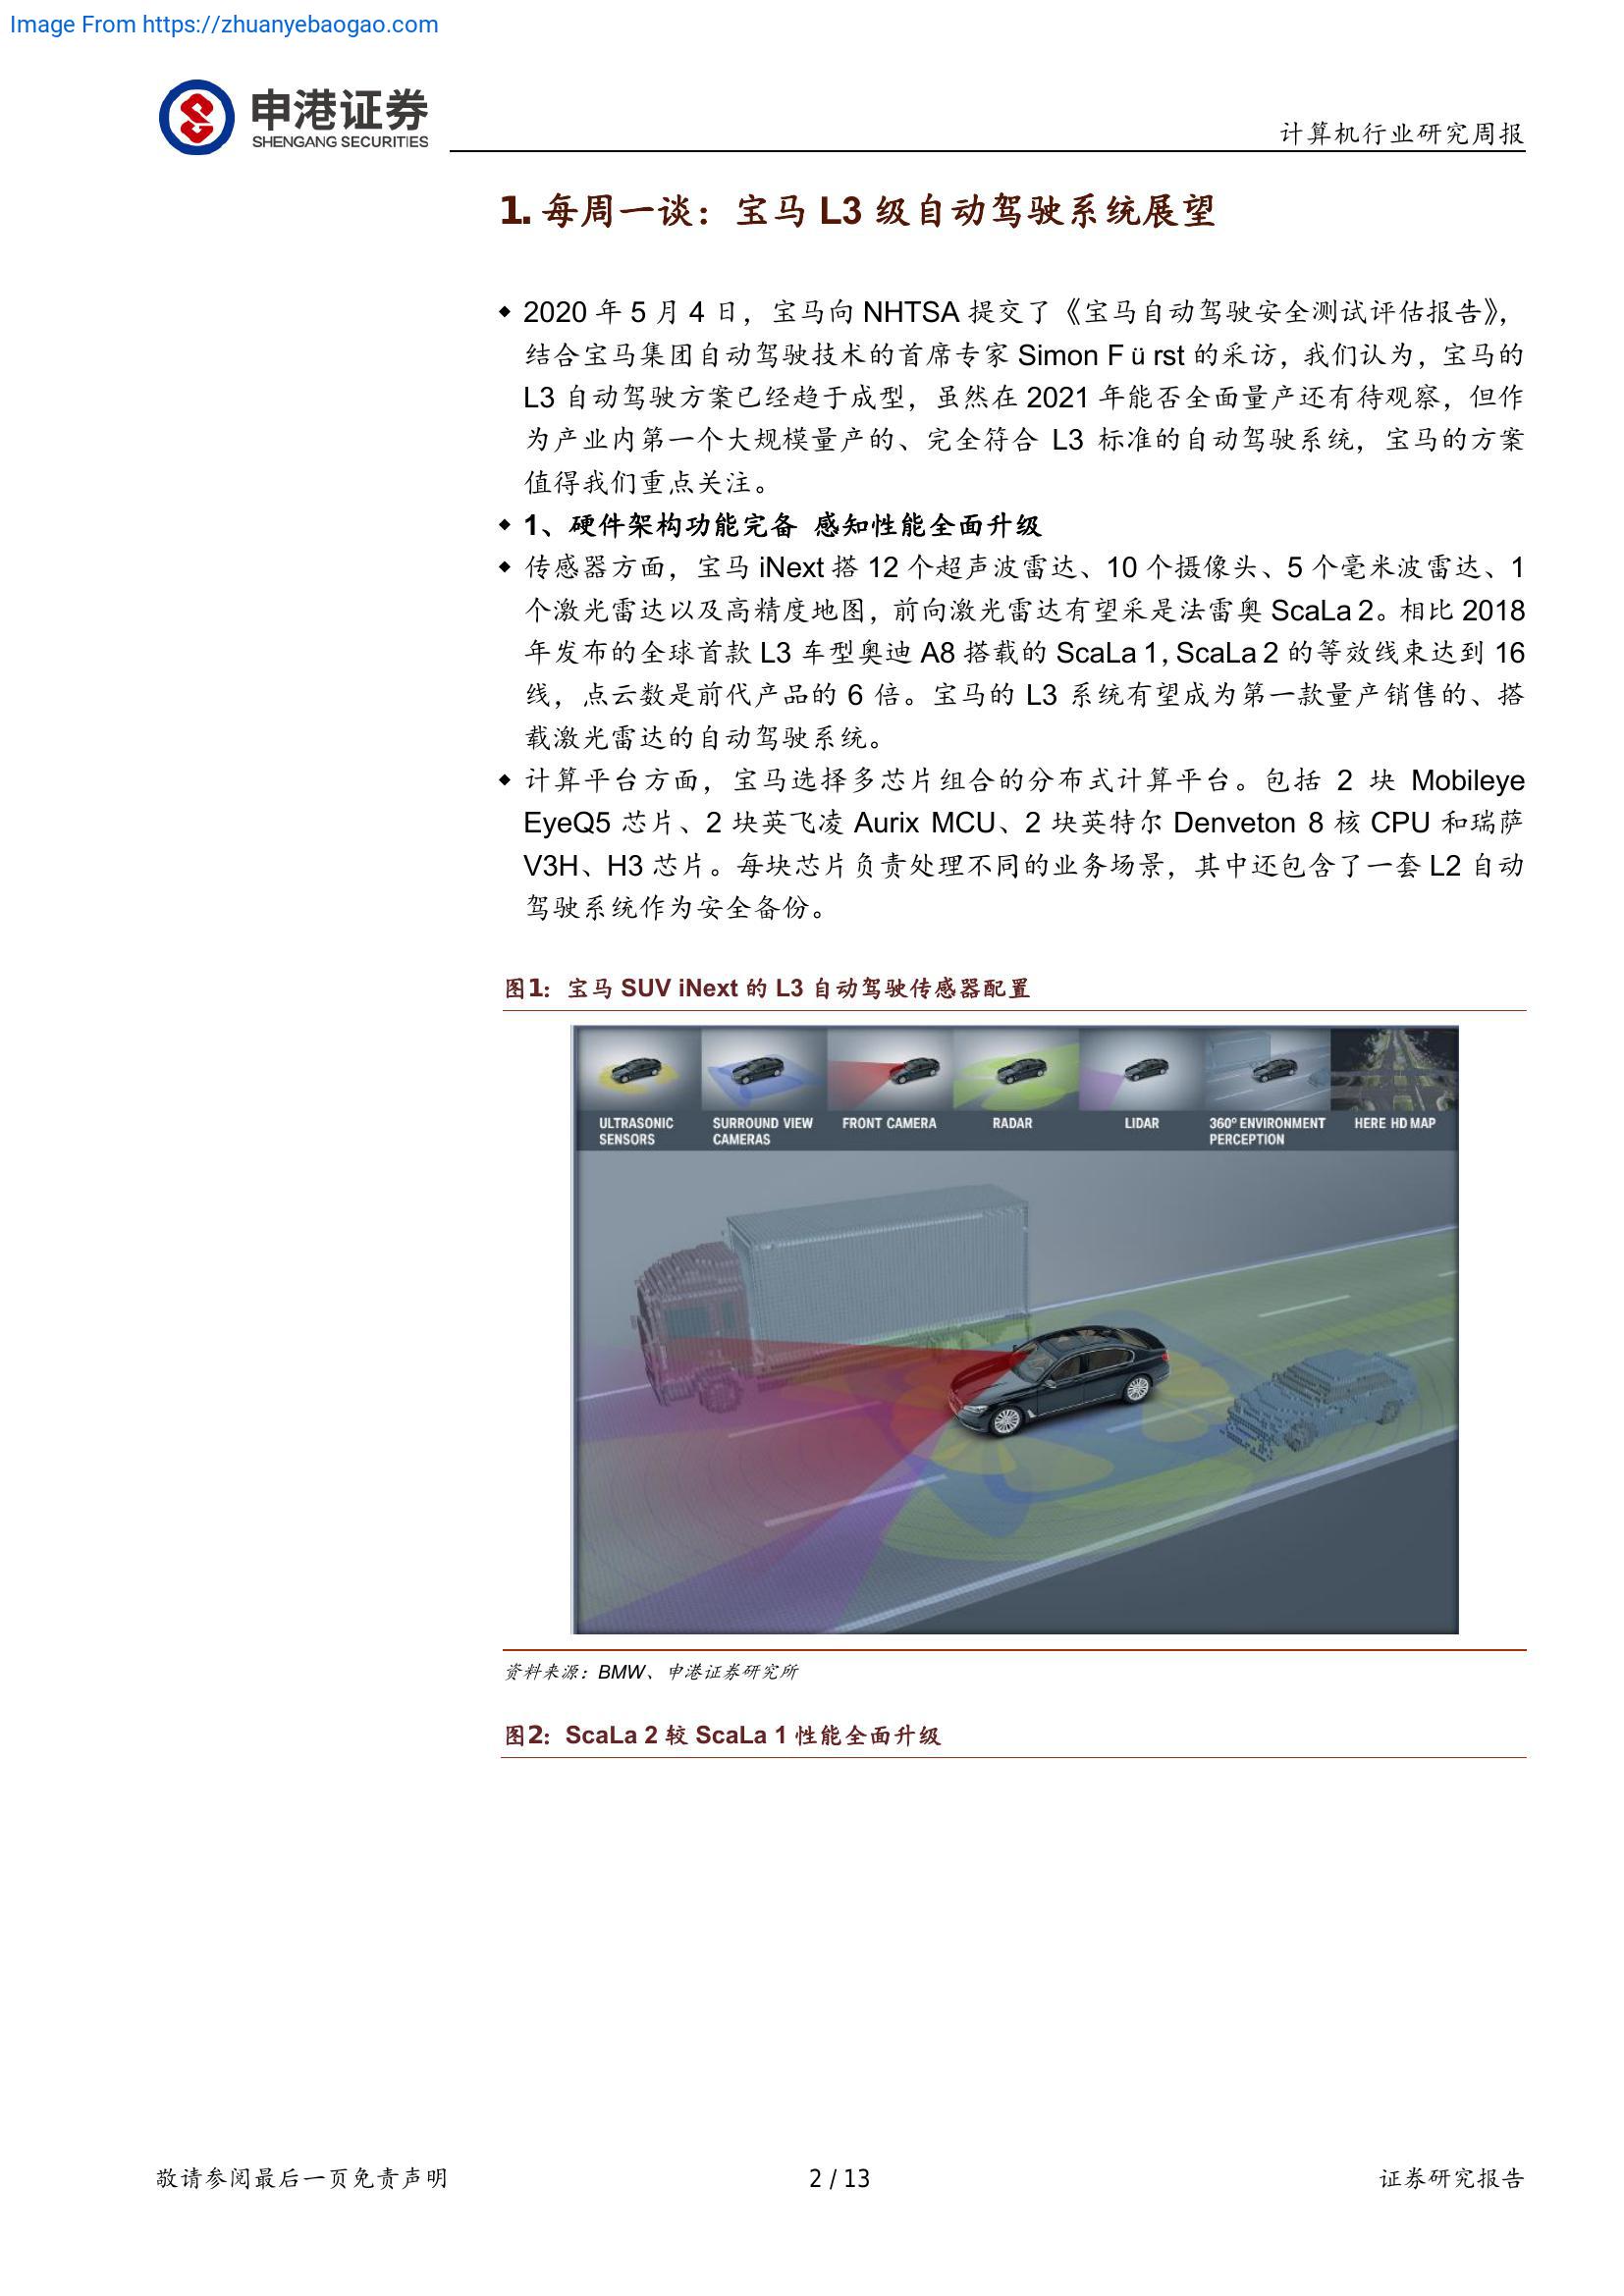 Image From https://zhuanyebaogao.com
申港证券
SHENGANG SECURITIES
计算机行业研究周报
1. 每周一谈：宝马 L3 级自动驾驶系统展望
◆ 2020 年 5 月 4 日，宝马向 NHTSA 提交了《宝马自动驾驶安全测试评估报告》，
结合宝马集团自动驾驶技术的首席专家 Simon F ü rst 的采访，我们认为，宝马的
L3 自动驾驶方案已经趋于成型，虽然在 2021 年能否全面量产还有待观察，但作
为产业内第一个大规模量产的、完全符合 L3 标准的自动驾驶系统，宝马的方案
值得我们重点关注。
◆ 1、硬件架构功能完备 感知性能全面升级
◆ 传感器方面，宝马 iNext 搭 12 个超声波雷达、10 个摄像头、5 个毫米波雷达、1
个激光雷达以及高精度地图，前向激光雷达有望采是法雷奥 ScaLa 2。相比 2018
年发布的全球首款 L3 车型奥迪 A8 搭载的 ScaLa 1，ScaLa 2 的等效线束达到 16
线，点云数是前代产品的 6 倍。宝马的 L3 系统有望成为第一款量产销售的、搭
载激光雷达的自动驾驶系统。
◆ 计算平台方面，宝马选择多芯片组合的分布式计算平台。包括 2 块 Mobileye
EyeQ5 芯片、2 块英飞凌 Aurix MCU、2 块英特尔 Denveton 8 核 CPU 和瑞萨
V3H、H3 芯片。每块芯片负责处理不同的业务场景，其中还包含了一套 L2 自动
驾驶系统作为安全备份。
图1：宝马 SUV iNext 的 L3 自动驾驶传感器配置
ULTRASONIC SENSORS
SURROUND VIEW CAMERAS
FRONT CAMERA
RADAR
LIDAR
360° ENVIRONMENT PERCEPTION
HERE HD MAP
资料来源：BMW、申港证券研究所
图2：ScaLa 2 较 ScaLa 1 性能全面升级
敬请参阅最后一页免责声明
2 / 13
证券研究报告